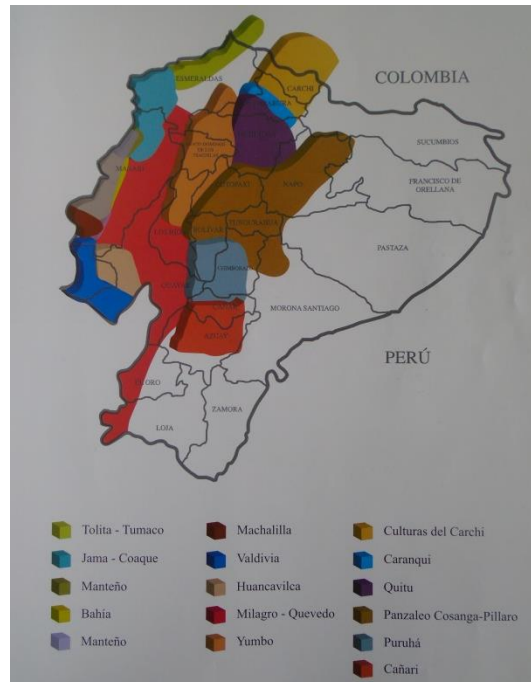 ESMERALDAS
CARCHI
COLOMBIA
SUCUMBIOS
FRANCISCO DE
ORELLANA
NAPO
PASTAZA
CHIMBORAZO
MORONA SANTIAGO
PERÚ
ZAMORA
LOJA
Tolita - Tumaco
Jama - Coaque
Manteño
Bahía
Manteño
Machalilla
Valdivia
Huancavilca
Milagro - Quevedo
Yumbo
Culturas del Carchi
Caranqui
Quitu
Panzaleo Cosanga-Pillaro
Puruhá
Cañari